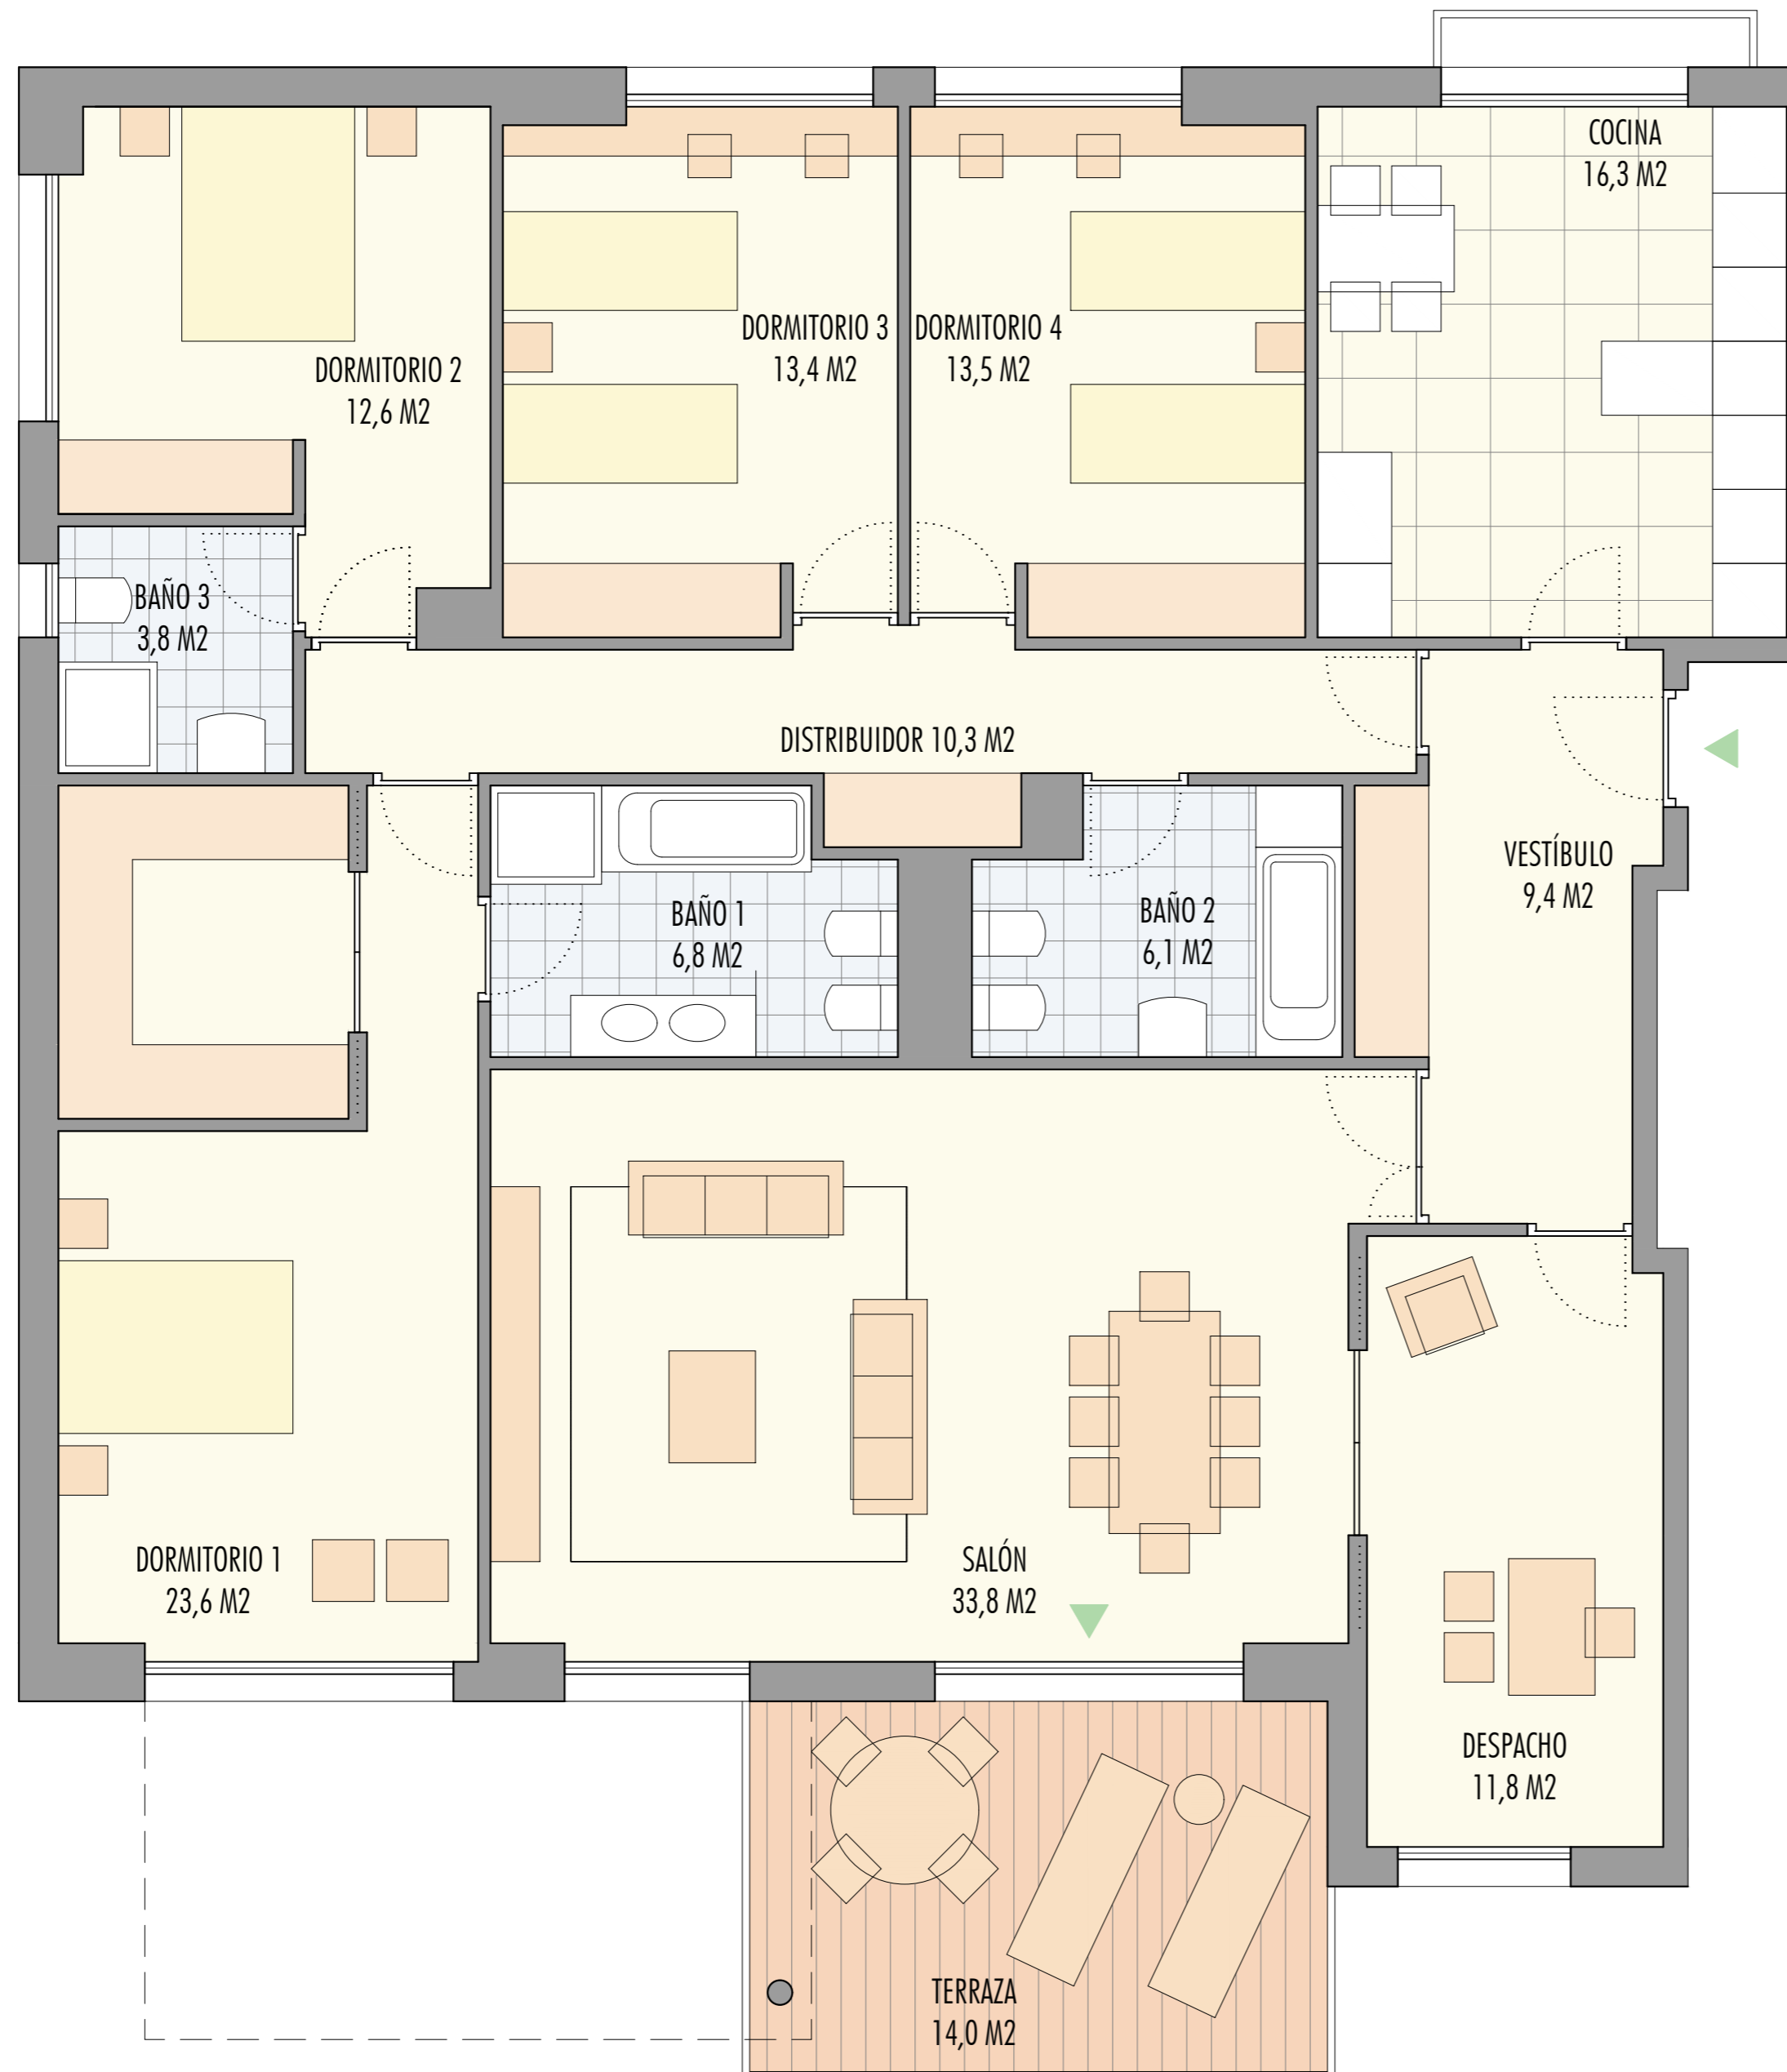 COCINA
16,3 M2
DORMITORIO 3
13,4 M2
DORMITORIO 4
13,5 M2
DORMITORIO 2
12,6 M2
BAÑO 3
3,8 M2
DISTRIBUIDOR 10,3 M2
VESTÍBULO
9,4 M2
BAÑO 1
6,8 M2
BAÑO 2
6,1 M2
DORMITORIO 1
23,6 M2
SALÓN
33,8 M2
DESPACHO
11,8 M2
TERRAZA
14,0 M2